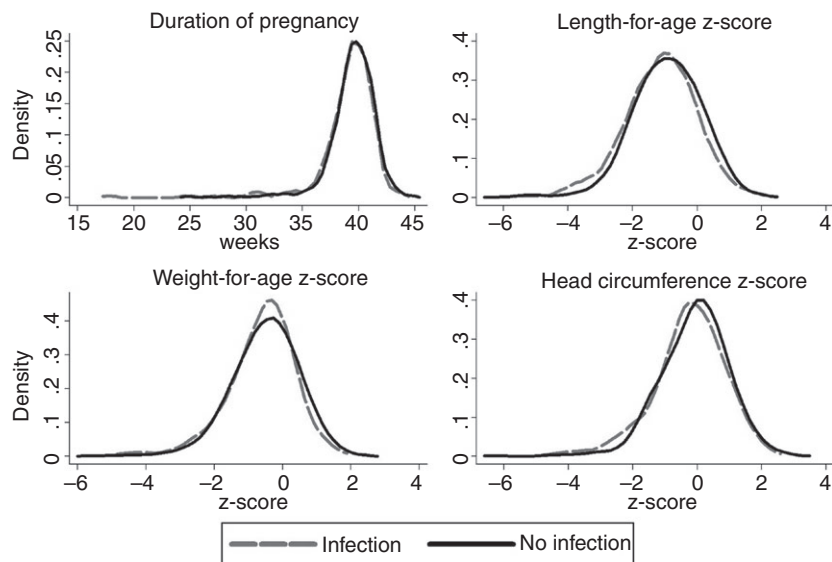 Duration of pregnancy
Density
0 .05 .1 .15 .2 .25
15 20 25 30 35 40 45
weeks
Length-for-age z-score
0 .1 .2 .3 .4
−6 −4 −2 0 2 4
z-score
Weight-for-age z-score
Density
0 .1 .2 .3 .4
−6 −4 −2 0 2 4
z-score
Head circumference z-score
0 .1 .2 .3 .4
−6 −4 −2 0 2 4
z-score
Infection No infection